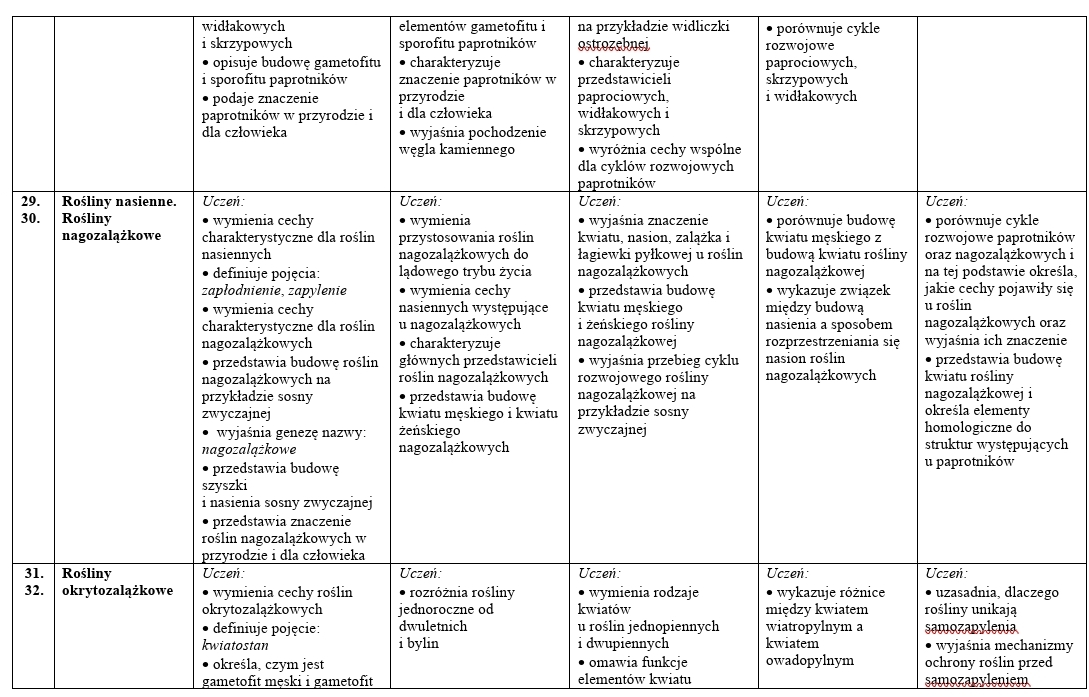 widłakowych
i skrzypowych
• opisuje budowę gametofitu
i sporofitu paprotników
• podaje znaczenie
paprotników w przyrodzie i
dla człowieka
elementów gametofitu i
sporofitu paprotników
• charakteryzuje
znaczenie paprotników w
przyrodzie
i dla człowieka
• wyjaśnia pochodzenie
węgla kamiennego
na przykładzie widliczki
ostrozębnej
• charakteryzuje
przedstawicieli
paprociowych,
widłakowych i
skrzypowych
• wyróżnia cechy wspólne
dla cyklów rozwojowych
paprotników
• porównuje cykle
rozwojowe
paprociowych,
skrzypowych
i widłakowych
29.
30.
Rośliny nasienne.
Rośliny
nagozalążkowe
Uczeń:
• wymienia cechy
charakterystyczne dla roślin
nasiennych
• definiuje pojęcia:
zapłodnienie, zapylenie
• wymienia cechy
charakterystyczne dla roślin
nagozalążkowych
• przedstawia budowę roślin
nagozalążkowych na
przykładzie sosny
zwyczajnej
• wyjaśnia genezę nazwy:
nagozalążkowe
• przedstawia budowę
szyszki
i nasienia sosny zwyczajnej
• przedstawia znaczenie
roślin nagozalążkowych w
przyrodzie i dla człowieka
Uczeń:
• wymienia
przystosowania roślin
nagozalążkowych do
lądowego trybu życia
• wymienia cechy
nasiennych występujące
u nagozalążkowych
• charakteryzuje
głównych przedstawicieli
roślin nagozalążkowych
• przedstawia budowę
kwiatu męskiego i kwiatu
żeńskiego
nagozalążkowych
Uczeń:
• wyjaśnia znaczenie
kwiatu, nasion, zalążka i
łagiewki pyłkowej u roślin
nagozalążkowych
• przedstawia budowę
kwiatu męskiego
i żeńskiego rośliny
nagozalążkowej
• wyjaśnia przebieg cyklu
rozwojowego rośliny
nagozalążkowej na
przykładzie sosny
zwyczajnej
Uczeń:
• porównuje budowę
kwiatu męskiego z
budową kwiatu rośliny
nagozalążkowej
• wykazuje związek
między budową
nasienia a sposobem
rozprzestrzeniania się
nasion roślin
nagozalążkowych
Uczeń:
• porównuje cykle
rozwojowe paprotników
oraz nagozalążkowych i
na tej podstawie określa,
jakie cechy pojawiły się
u roślin
nagozalążkowych oraz
wyjaśnia ich znaczenie
• przedstawia budowę
kwiatu rośliny
nagozalążkowej i
określa elementy
homologiczne do
struktur występujących
u paprotników
31.
32.
Rośliny
okrytozalążkowe
Uczeń:
• wymienia cechy roślin
okrytozalążkowych
• definiuje pojęcie:
kwiatostan
• określa, czym jest
gametofit męski i gametofit
Uczeń:
• rozróżnia rośliny
jednoroczne od
dwuletnich
i bylin
Uczeń:
• wymienia rodzaje
kwiatów
u roślin jednopiennych
i dwupiennych
• omawia funkcje
elementów kwiatu
Uczeń:
• wykazuje różnice
między kwiatem
wiatropylnym a
kwiatem
owadopylnym
Uczeń:
• uzasadnia, dlaczego
rośliny unikają
samozapylenia
• wyjaśnia mechanizmy
ochrony roślin przed
samozapyleniem